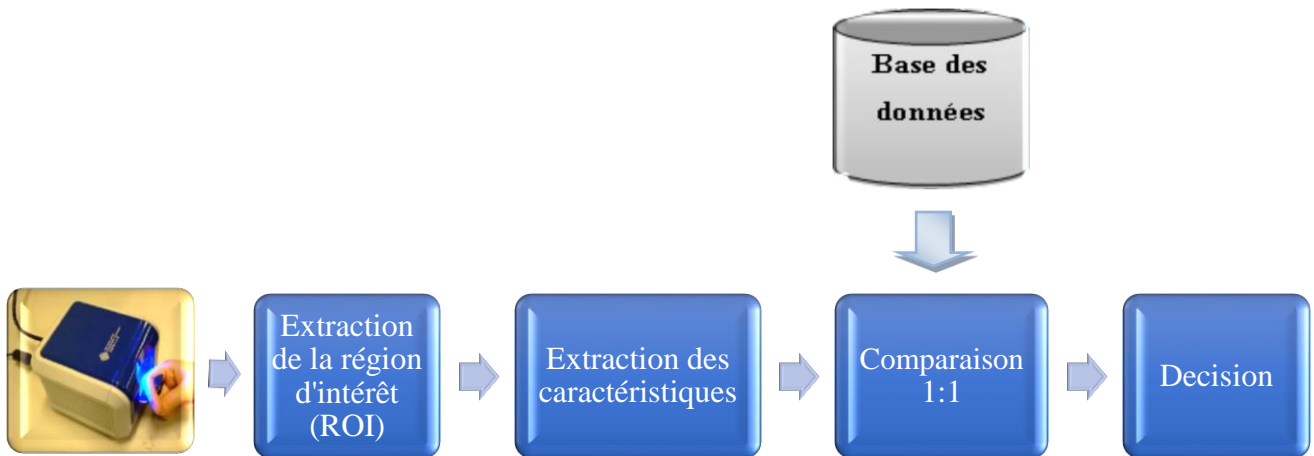 Base des
données
Extraction
de la région
d'intérêt
(ROI)
Extraction des
caractéristiques
Comparaison
1:1
Decision